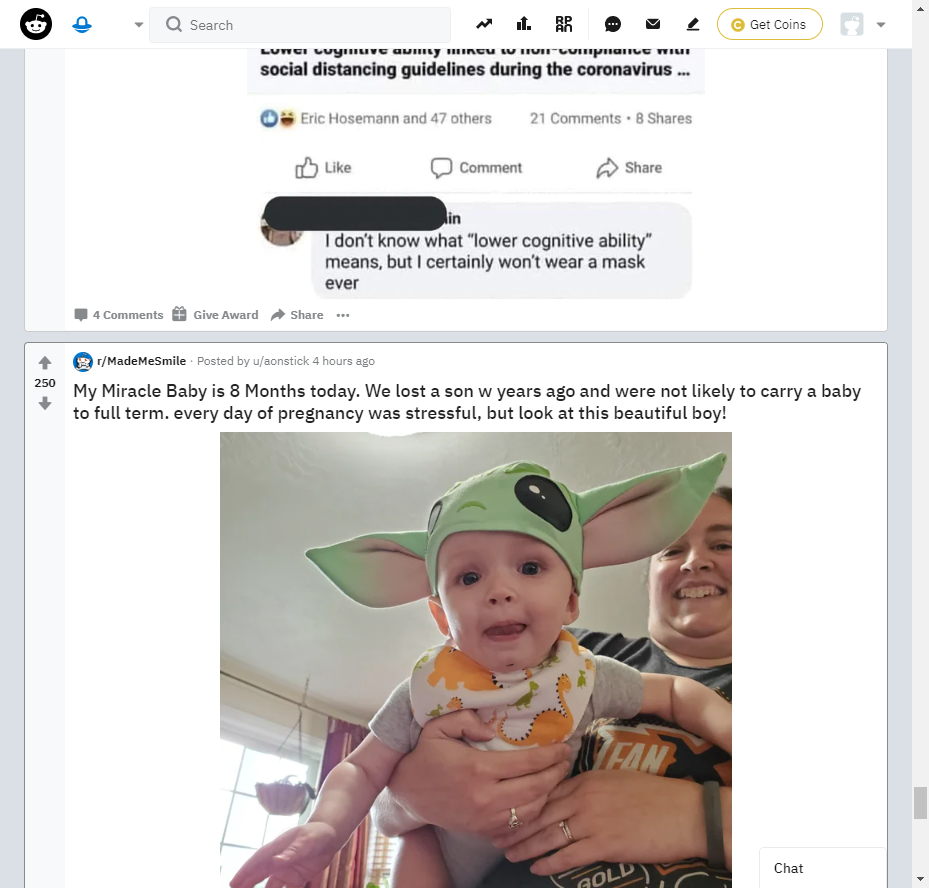 Search
Get Coins
Lower cognitive ability linked to non-compliance with
social distancing guidelines during the coronavirus ...
Eric Hosemann and 47 others
21 Comments • 8 Shares
Like
Comment
Share
in
I don't know what "lower cognitive ability"
means, but I certainly won't wear a mask
ever
4 Comments
Give Award
Share
r/MadeMeSmile · Posted by u/aonstick 4 hours ago
250
My Miracle Baby is 8 Months today. We lost a son w years ago and were not likely to carry a baby
to full term. every day of pregnancy was stressful, but look at this beautiful boy!
FAN
GOLD
Chat